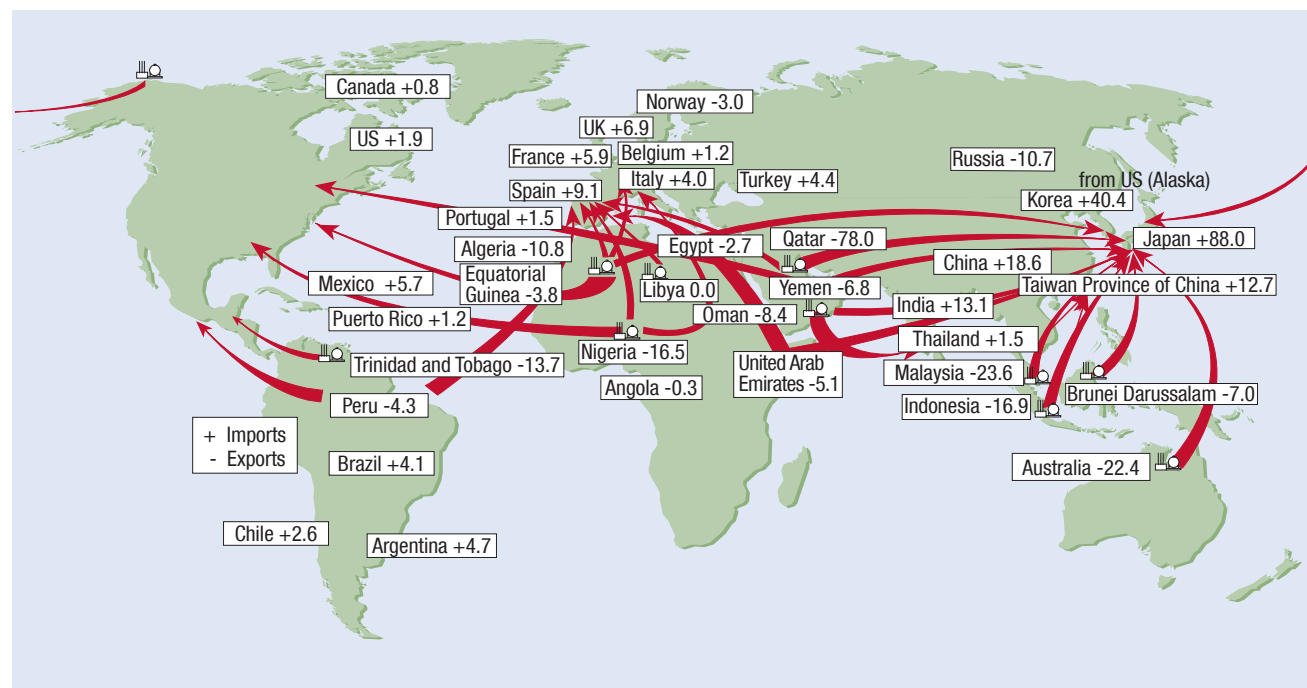 Canada +0.8
Norway -3.0
UK +6.9
US +1.9
France +5.9
Belgium +1.2
Russia -10.7
Italy +4.0
Turkey +4.4
from US (Alaska)
Spain +9.1
Korea +40.4
Portugal +1.5
Algeria -10.8
Egypt -2.7
Qatar -78.0
Japan +88.0
China +18.6
Equatorial
Guinea -3.8
Mexico +5.7
Libya 0.0
Yemen -6.8
Taiwan Province of China +12.7
India +13.1
Puerto Rico +1.2
Oman -8.4
Thailand +1.5
Nigeria -16.5
Trinidad and Tobago -13.7
United Arab
Emirates -5.1
Malaysia -23.6
Angola -0.3
Brunei Darussalam -7.0
Peru -4.3
Indonesia -16.9
+ Imports
- Exports
Brazil +4.1
Australia -22.4
Chile +2.6
Argentina +4.7